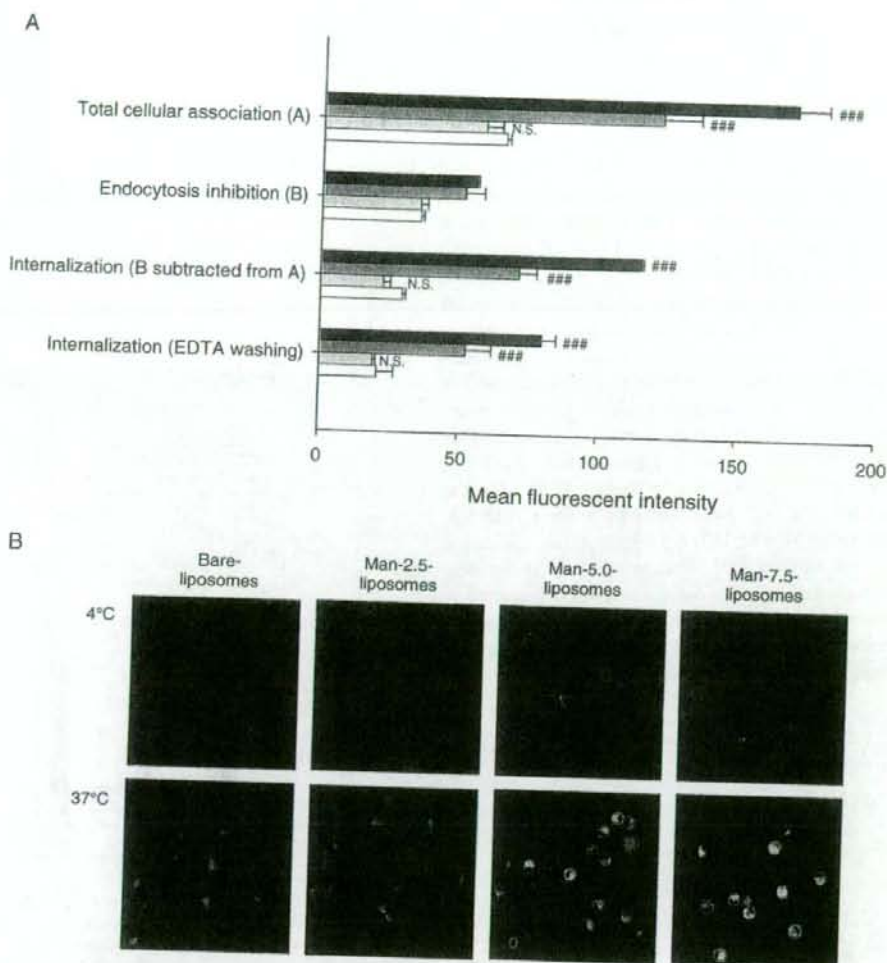 A
Total cellular association (A)
###
###
N.S.
Endocytosis inhibition (B)
Internalization (B subtracted from A)
###
###
N.S.
Internalization (EDTA washing)
###
###
N.S.
0 50 100 150 200
Mean fluorescent intensity
B
Bare-
liposomes
Man-2.5-
liposomes
Man-5.0-
liposomes
Man-7.5-
liposomes
4°C
37°C